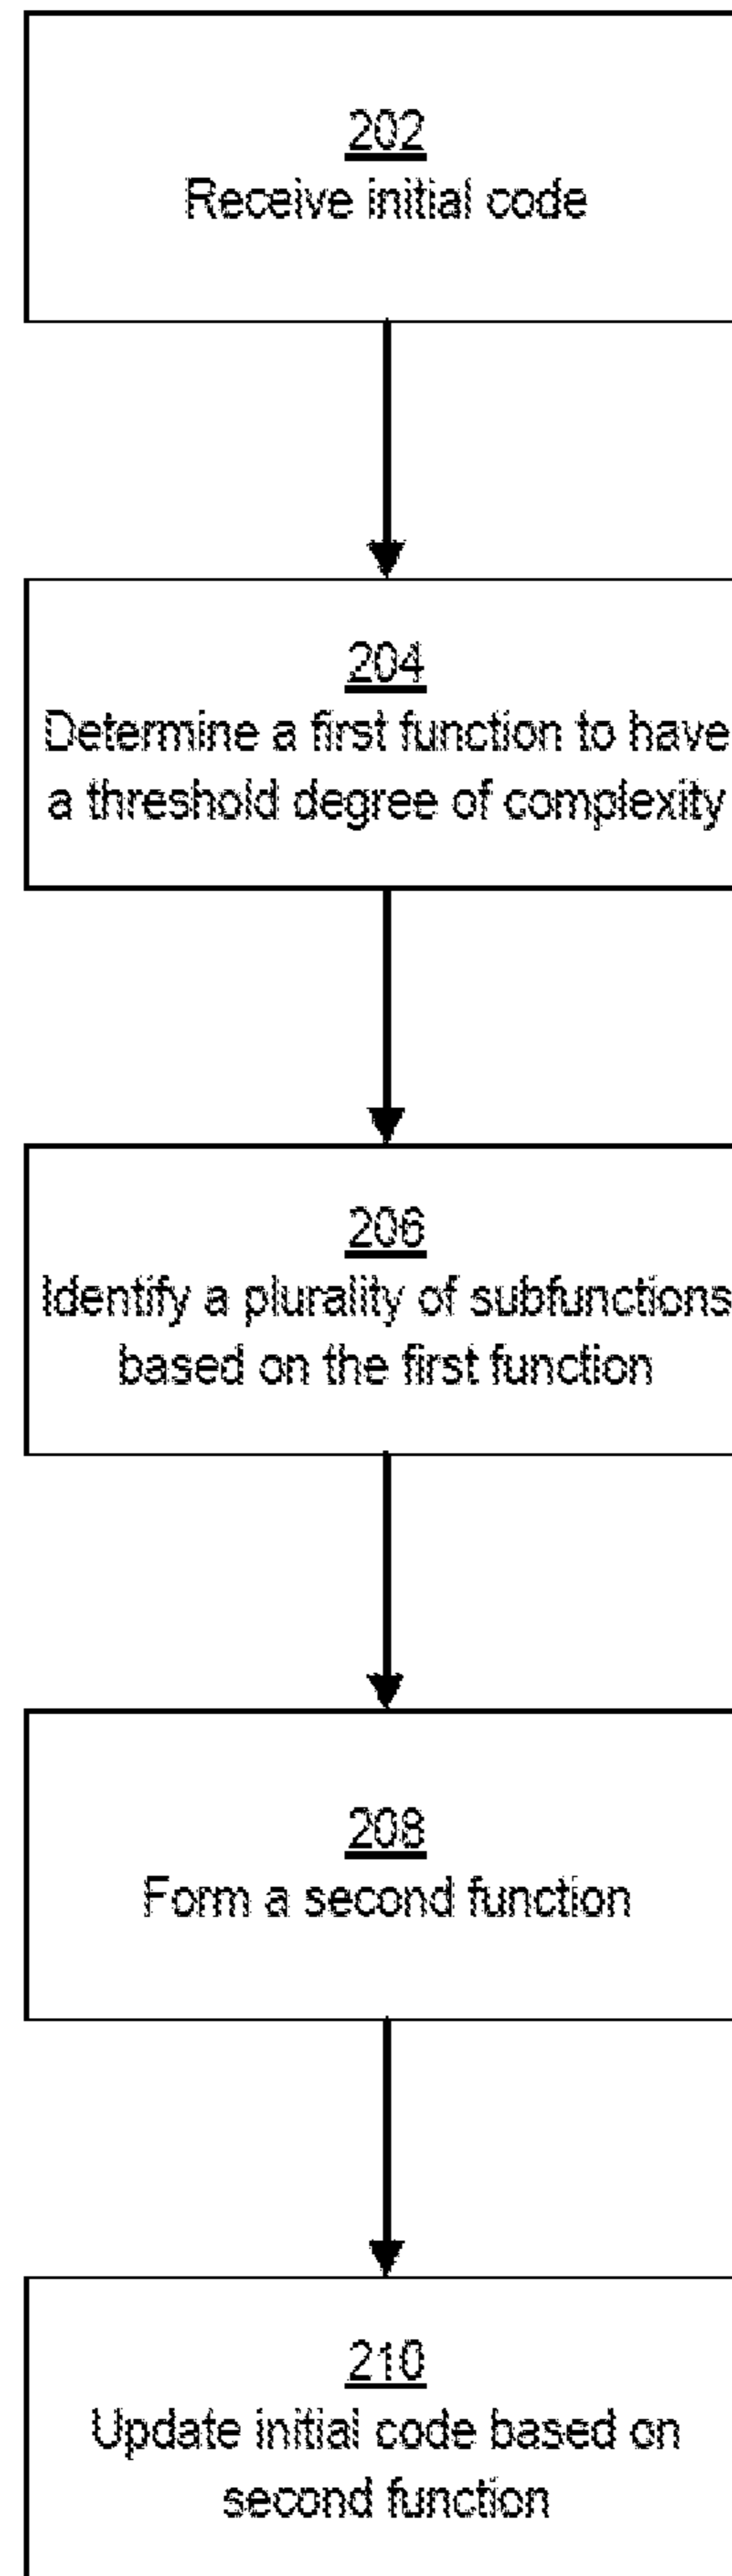 202
Receive initial code
204
Determine a first function to have
a threshold degree of complexity
206
Identify a plurality of subfunctions
based on the first function
208
Form a second function
210
Update initial code based on
second function